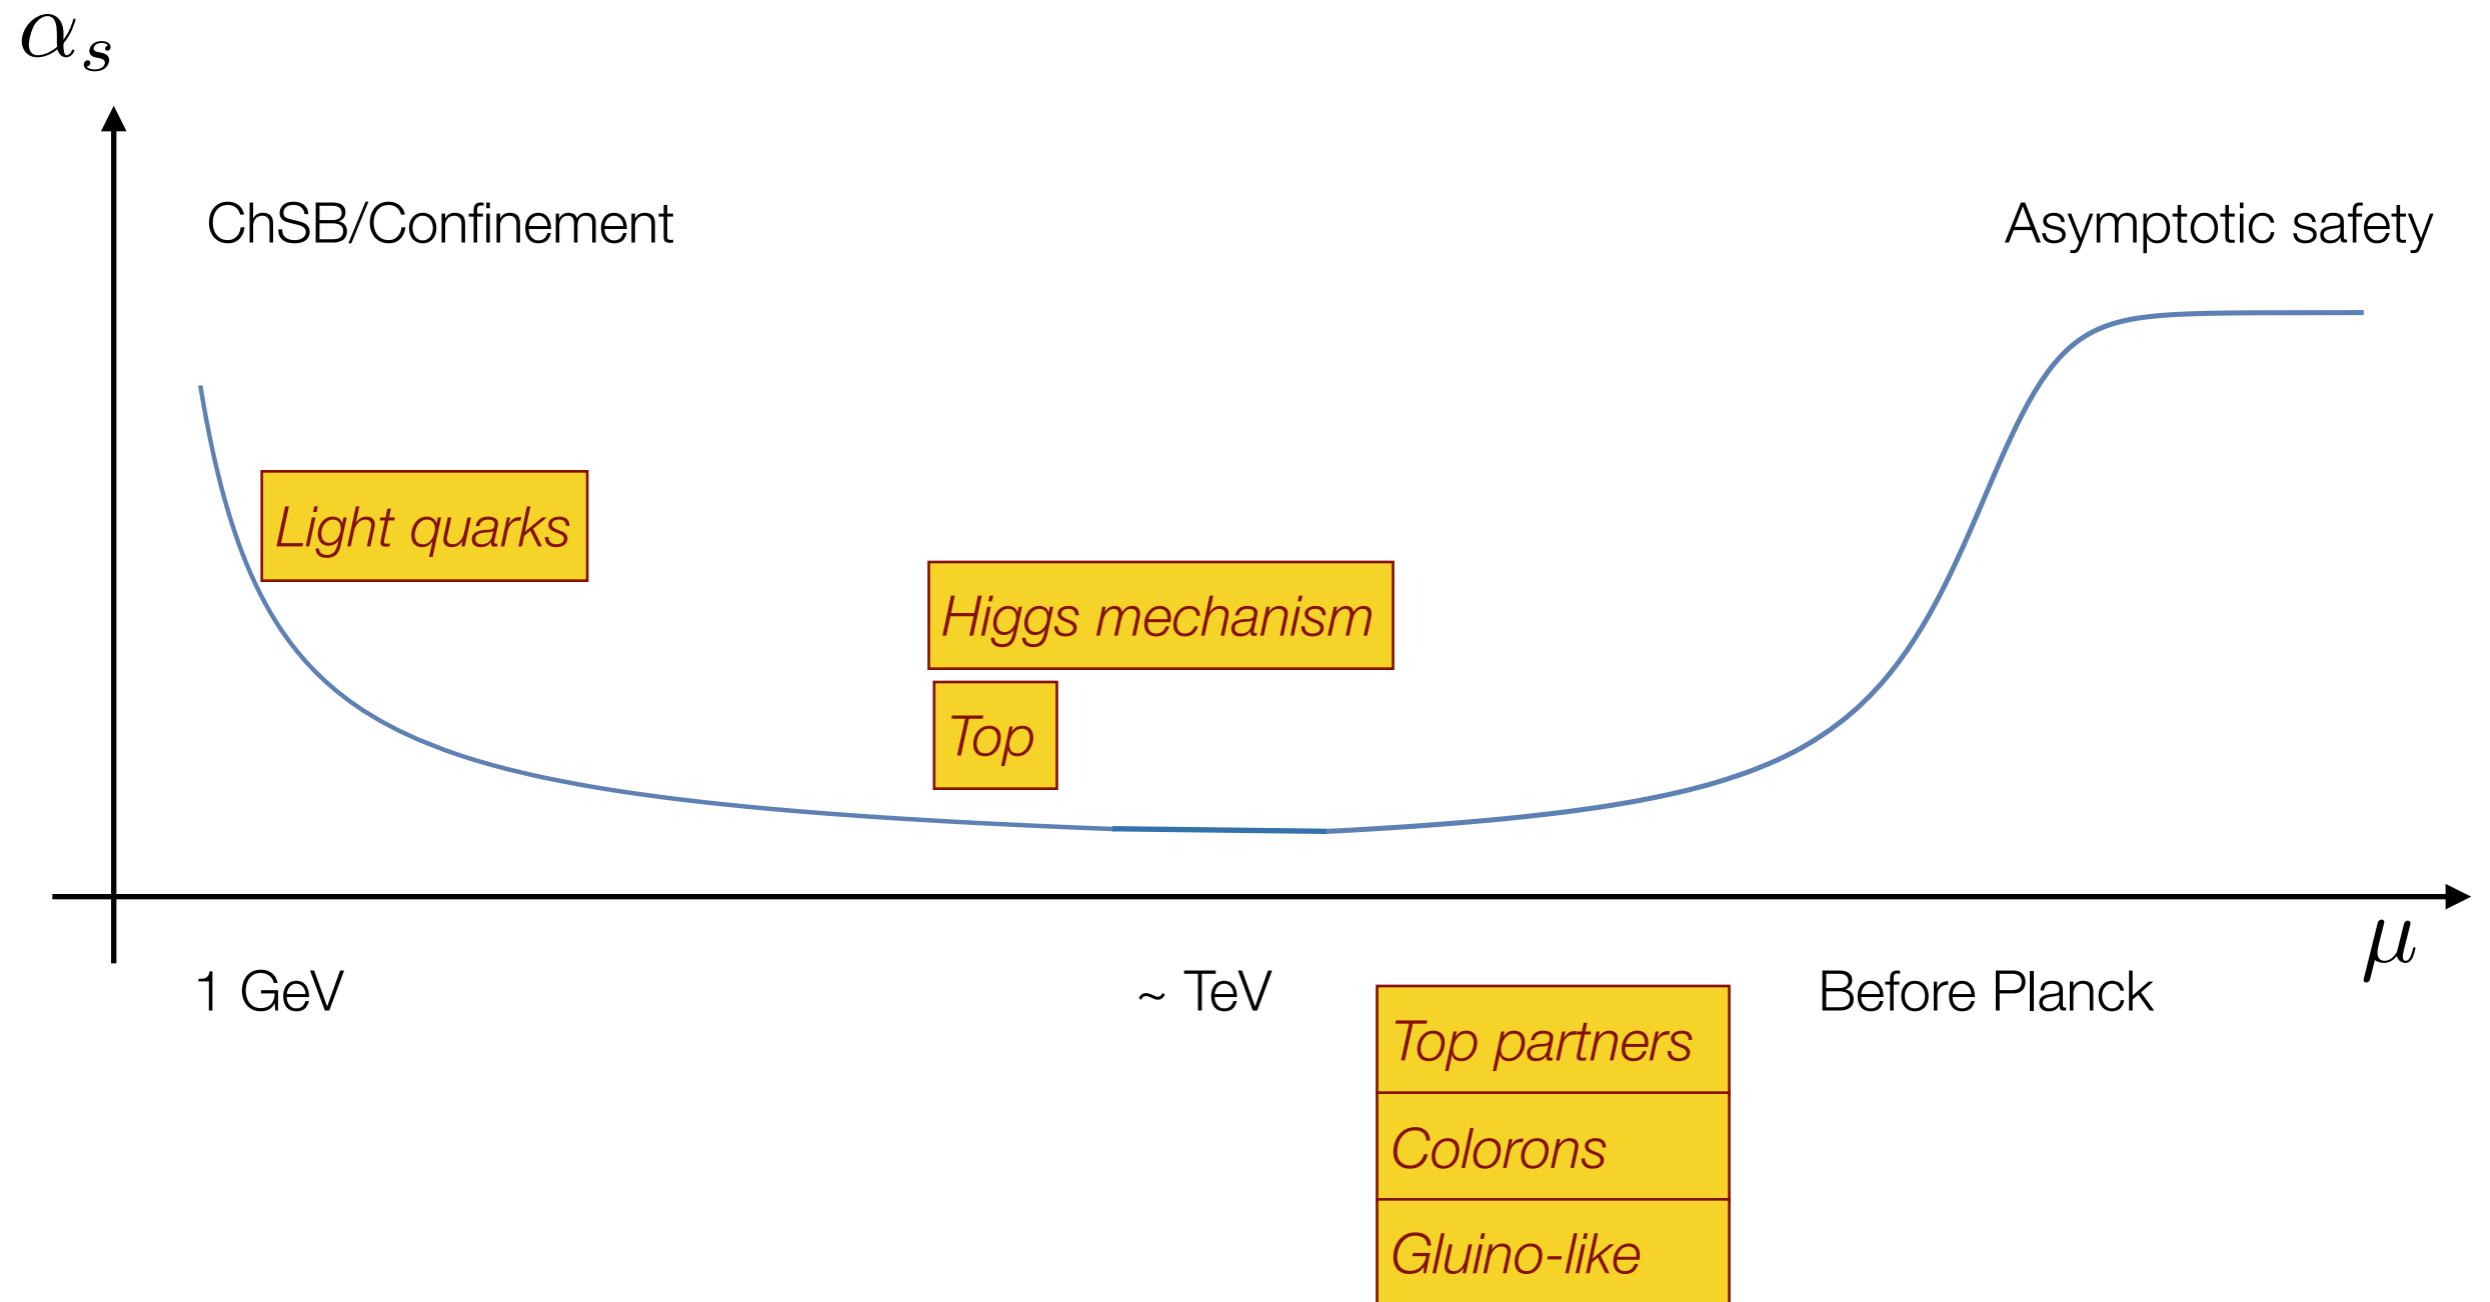 αₛ
ChSB/Confinement
Asymptotic safety
Light quarks
Higgs mechanism
Top
μ
1 GeV
~ TeV
Before Planck
Top partners
Colorons
Gluino-like